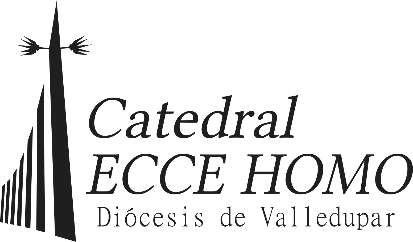 Catedral
ECCE HOMO
Diócesis de Valledupar